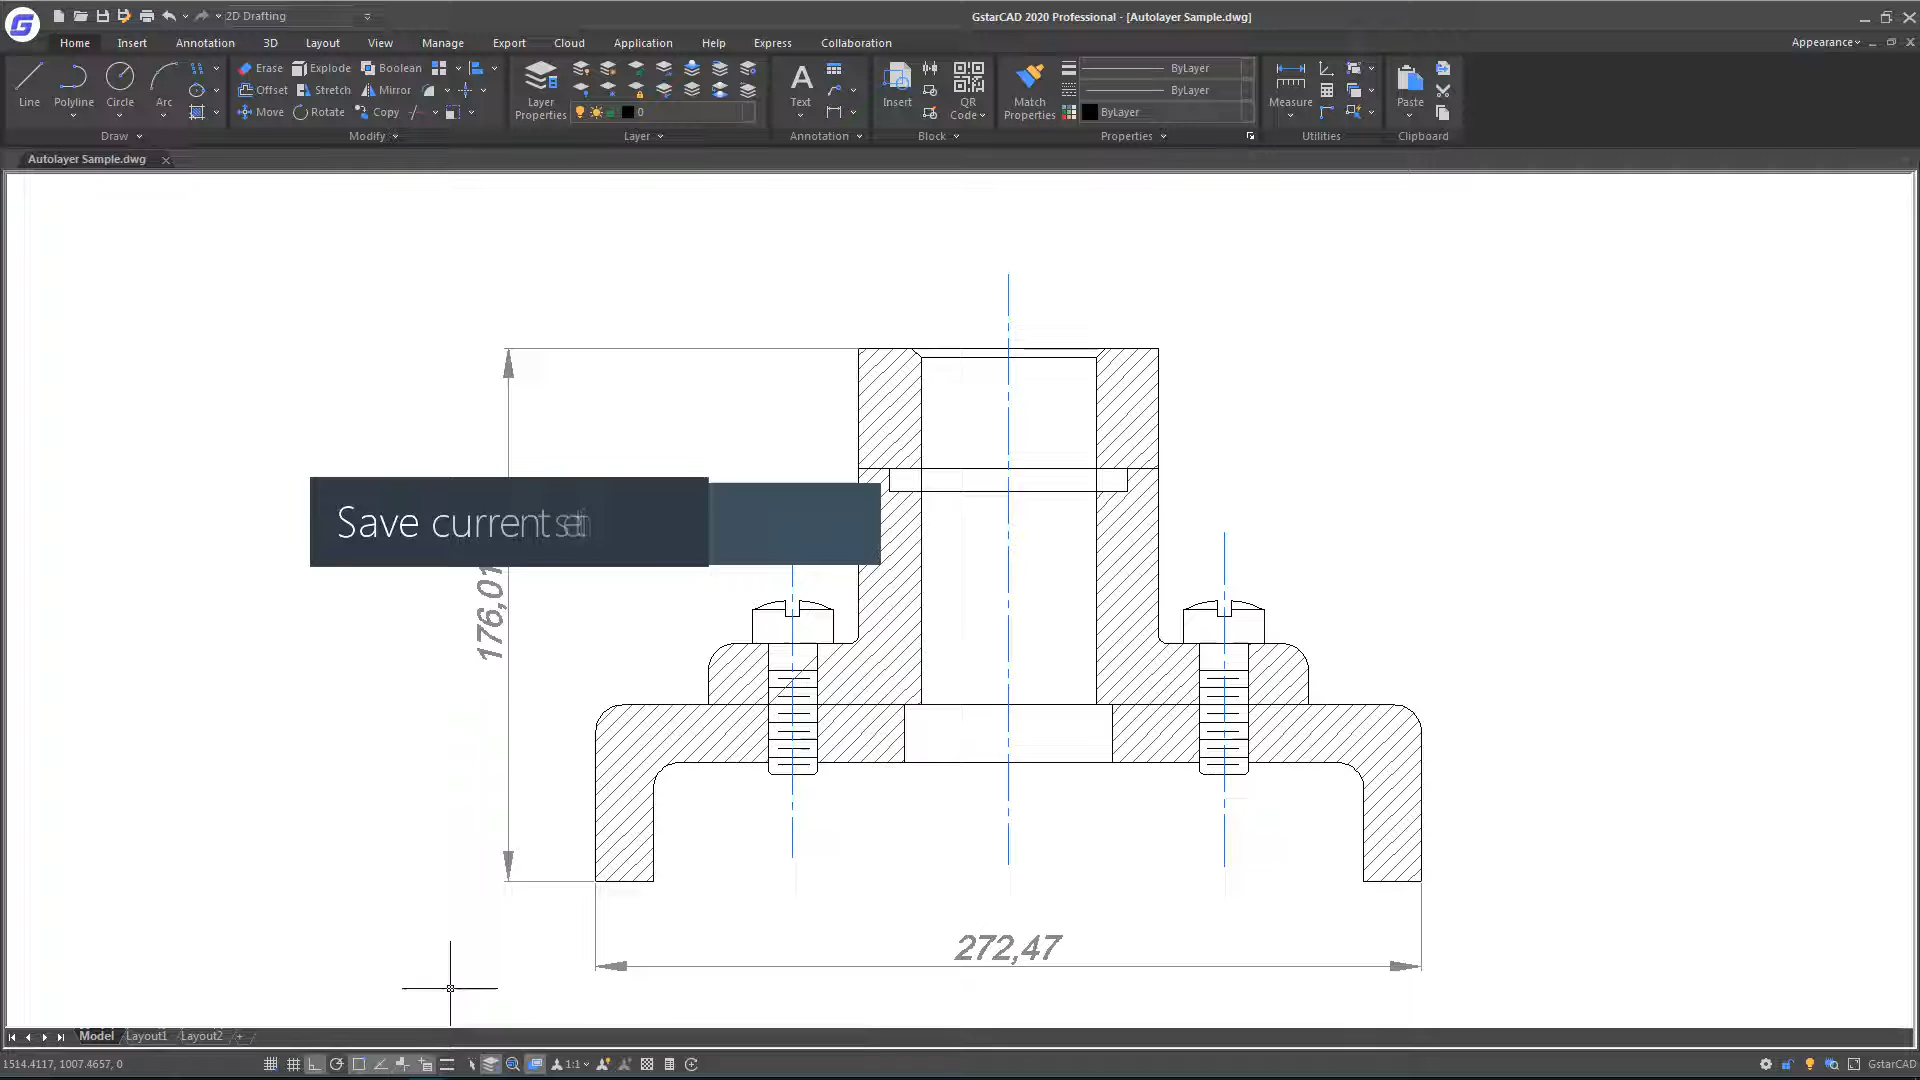 2D Drafting
GstarCAD 2020 Professional - [Autolayer Sample.dwg]
Home Insert Annotation 3D Layout View Manage Export Cloud Application Help Express Collaboration
Appearance
Line Polyline Circle Arc
Draw
Erase Explode Boolean
Offset Stretch Mirror
Move Rotate Copy
Modify
Layer Properties
0
Layer
Text
Annotation
Insert
QR Code
Block
Match Properties
ByLayer
ByLayer
ByLayer
Properties
Measure
Utilities
Paste
Clipboard
Autolayer Sample.dwg
Save current
176,01
272,47
Model Layout1 Layout2 +
1514.4117, 1007.4657, 0
1:1
GstarCAD